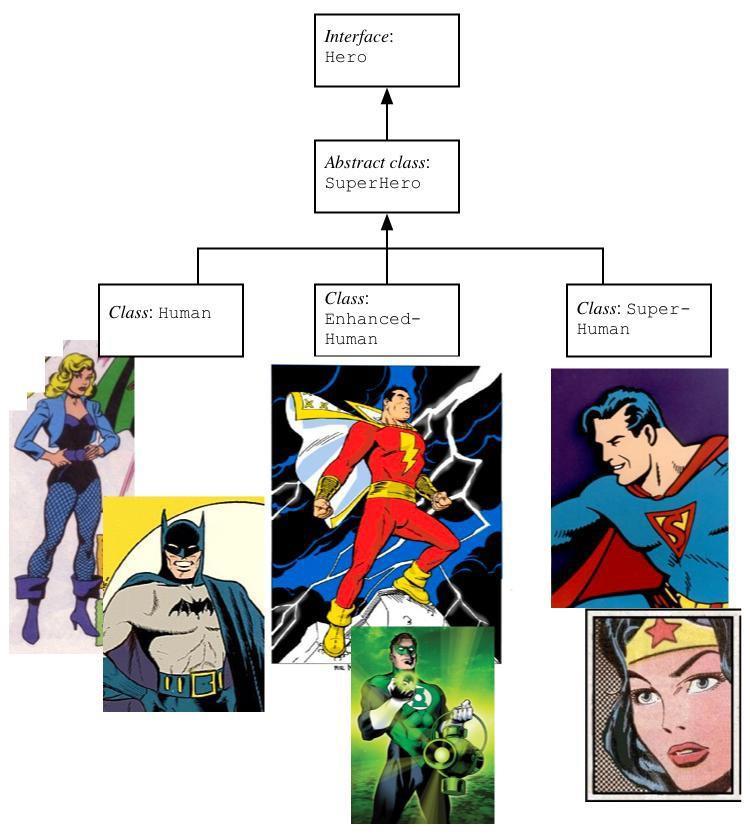 Interface:
Hero
Abstract class:
SuperHero
Class: Human
Class:
Enhanced-
Human
Class: Super-
Human
S